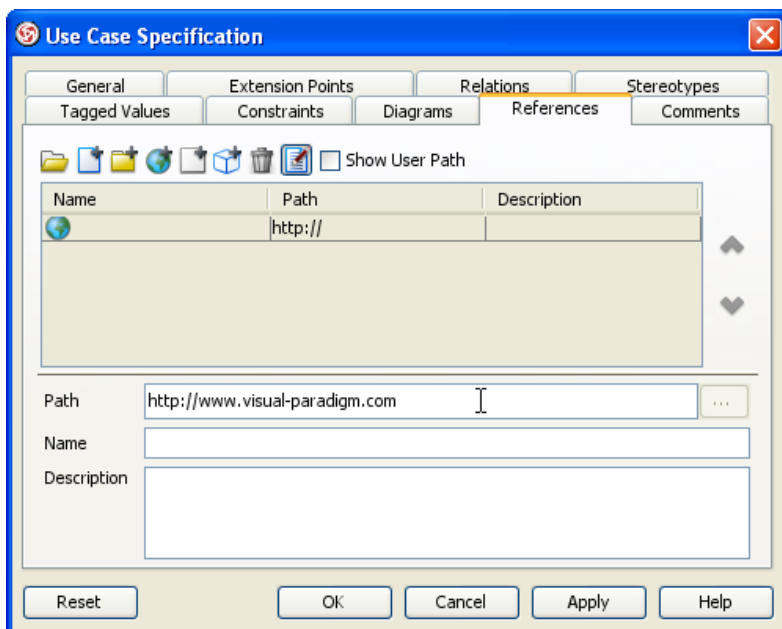 Use Case Specification
General Extension Points Relations Stereotypes
Tagged Values Constraints Diagrams References Comments
Show User Path
Name Path Description
http://
Path http://www.visual-paradigm.com ...
Name
Description
Reset OK Cancel Apply Help